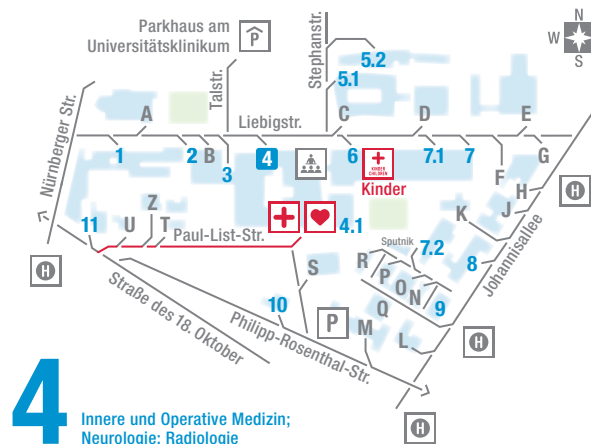 Parkhaus am
Universitätsklinikum
P
N
W
S
Stephanstr.
5.2
5.1
Talstr.
Nürnberger Str.
A
Liebigstr.
C
D
E
1
2
B
3
4
6
KINDER
CHILDREN
Kinder
7.1
7
F
G
H
J
K
H
Z
11
U
T
Paul-List-Str.
4.1
Sputnik
7.2
R
P
O
N
Q
8
9
Johannisallee
H
S
10
P
M
L
H
H
Straße des 18. Oktober
Philipp-Rosenthal-Str.
4
Innere und Operative Medizin;
Neurologie; Radiologie